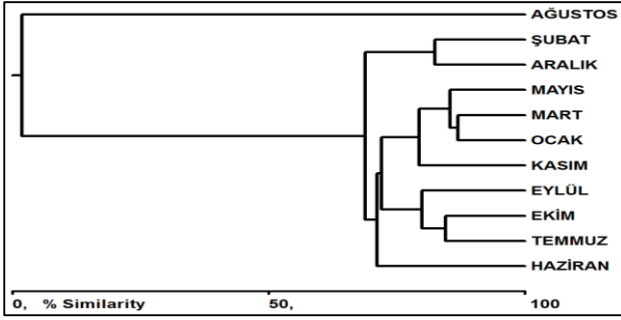 AĞUSTOS
ŞUBAT
ARALIK
MAYIS
MART
OCAK
KASIM
EYLÜL
EKİM
TEMMUZ
HAZİRAN
0, % Similarity 50, 100